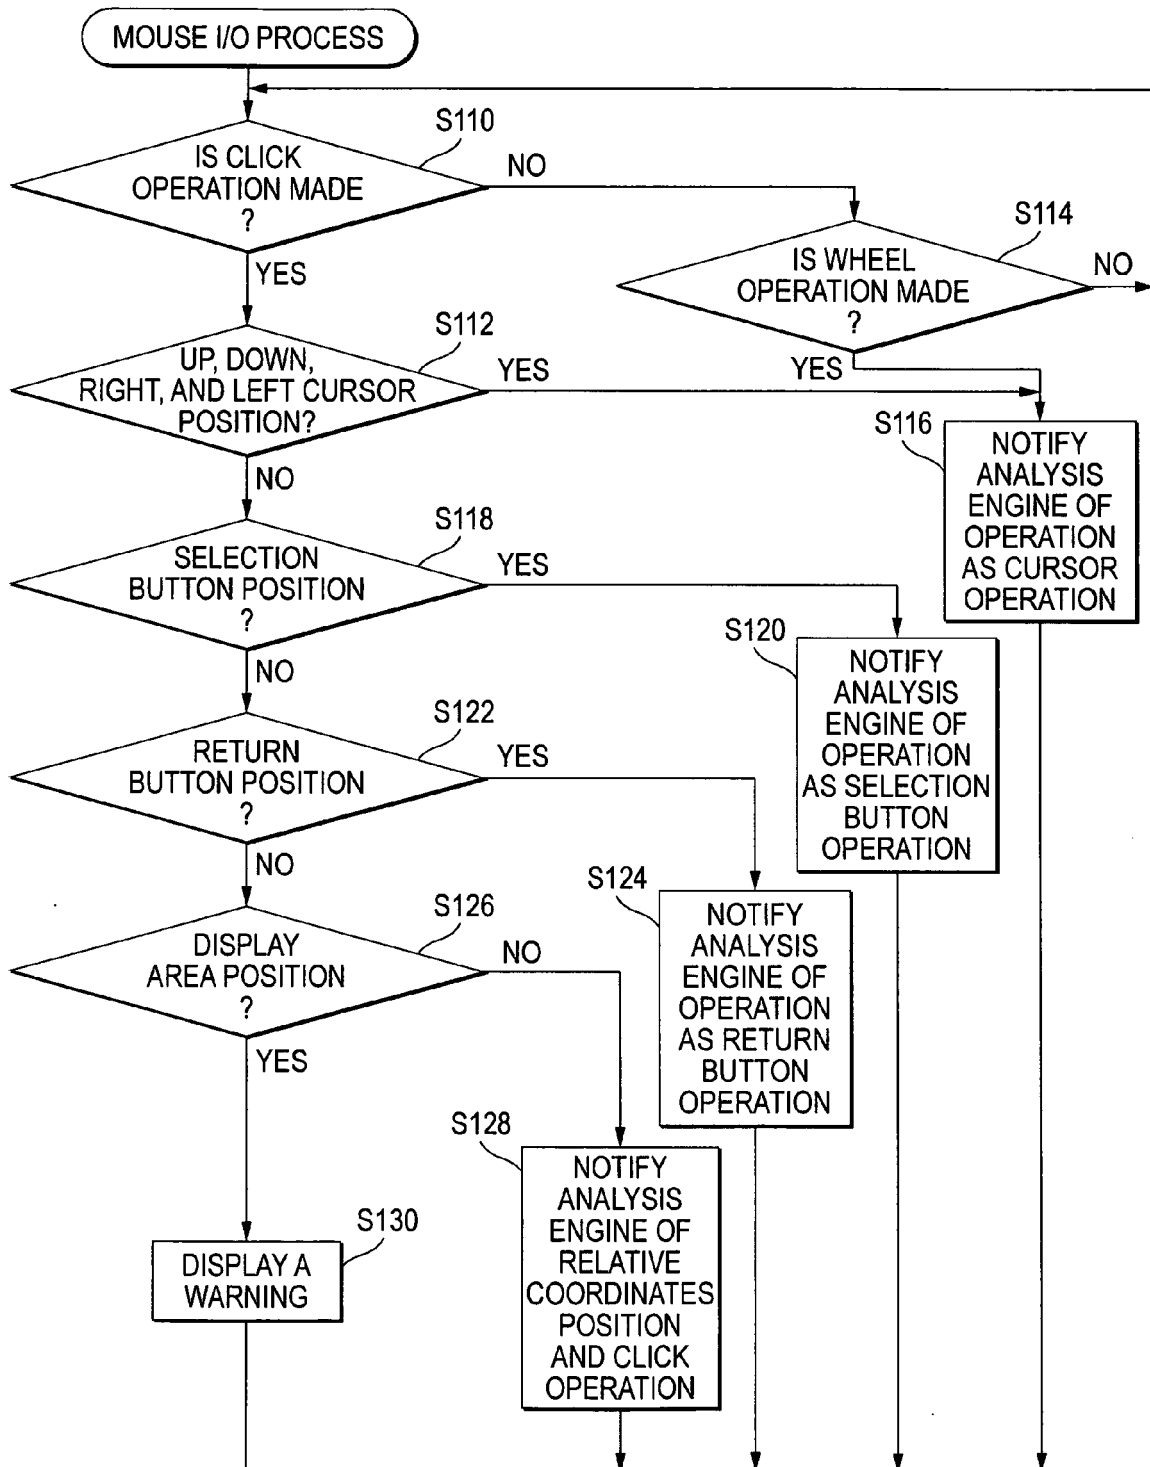 MOUSE I/O PROCESS
S110
IS CLICK
OPERATION MADE
?
NO
YES
S114
IS WHEEL
OPERATION MADE
?
NO
YES
S112
UP, DOWN,
RIGHT, AND LEFT CURSOR
POSITION?
YES
NO
S116
NOTIFY
ANALYSIS
ENGINE OF
OPERATION
AS CURSOR
OPERATION
S118
SELECTION
BUTTON POSITION
?
YES
NO
S120
NOTIFY
ANALYSIS
ENGINE OF
OPERATION
AS SELECTION
BUTTON
OPERATION
S122
RETURN
BUTTON POSITION
?
YES
NO
S124
NOTIFY
ANALYSIS
ENGINE OF
OPERATION
AS RETURN
BUTTON
OPERATION
S126
DISPLAY
AREA POSITION
?
NO
YES
S128
NOTIFY
ANALYSIS
ENGINE OF
RELATIVE
COORDINATES
POSITION
AND CLICK
OPERATION
S130
DISPLAY A
WARNING